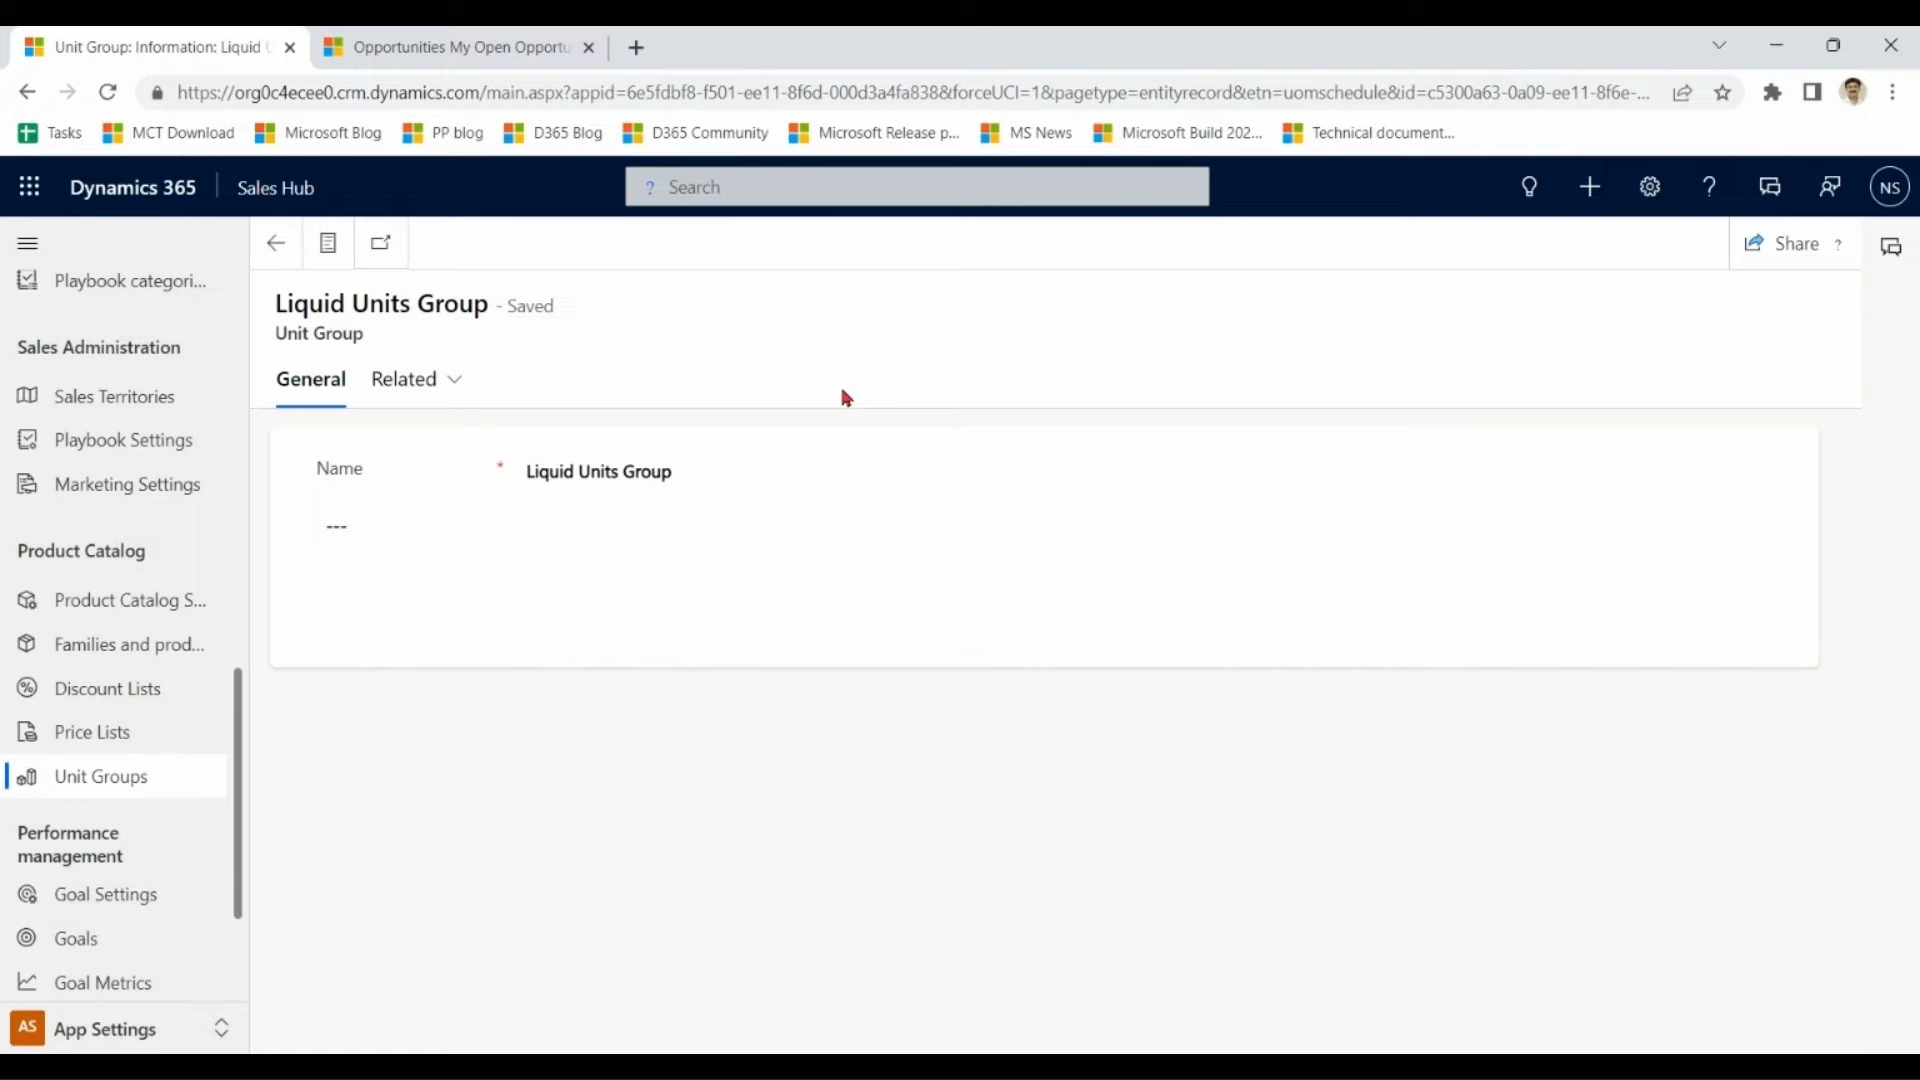 Unit Group: Information: Liquid U
Opportunities My Open Opportu
https://org0c4ecee0.crm.dynamics.com/main.aspx?appid=6e5fdbf8-f501-ee11-8f6d-000d3a4fa838&forceUCI=1&pagetype=entityrecord&etn=uomschedule&id=c5300a63-0a09-ee11-8f6e-...
Tasks MCT Download Microsoft Blog PP blog D365 Blog D365 Community Microsoft Release p... MS News Microsoft Build 202... Technical document...
Dynamics 365 Sales Hub ? Search ? NS
Share ?
Playbook categori...
Sales Administration
Sales Territories
Playbook Settings
Marketing Settings
Product Catalog
Product Catalog S...
Families and prod...
Discount Lists
Price Lists
Unit Groups
Performance
management
Goal Settings
Goals
Goal Metrics
AS App Settings
Liquid Units Group - Saved
Unit Group
General Related
Name * Liquid Units Group
---